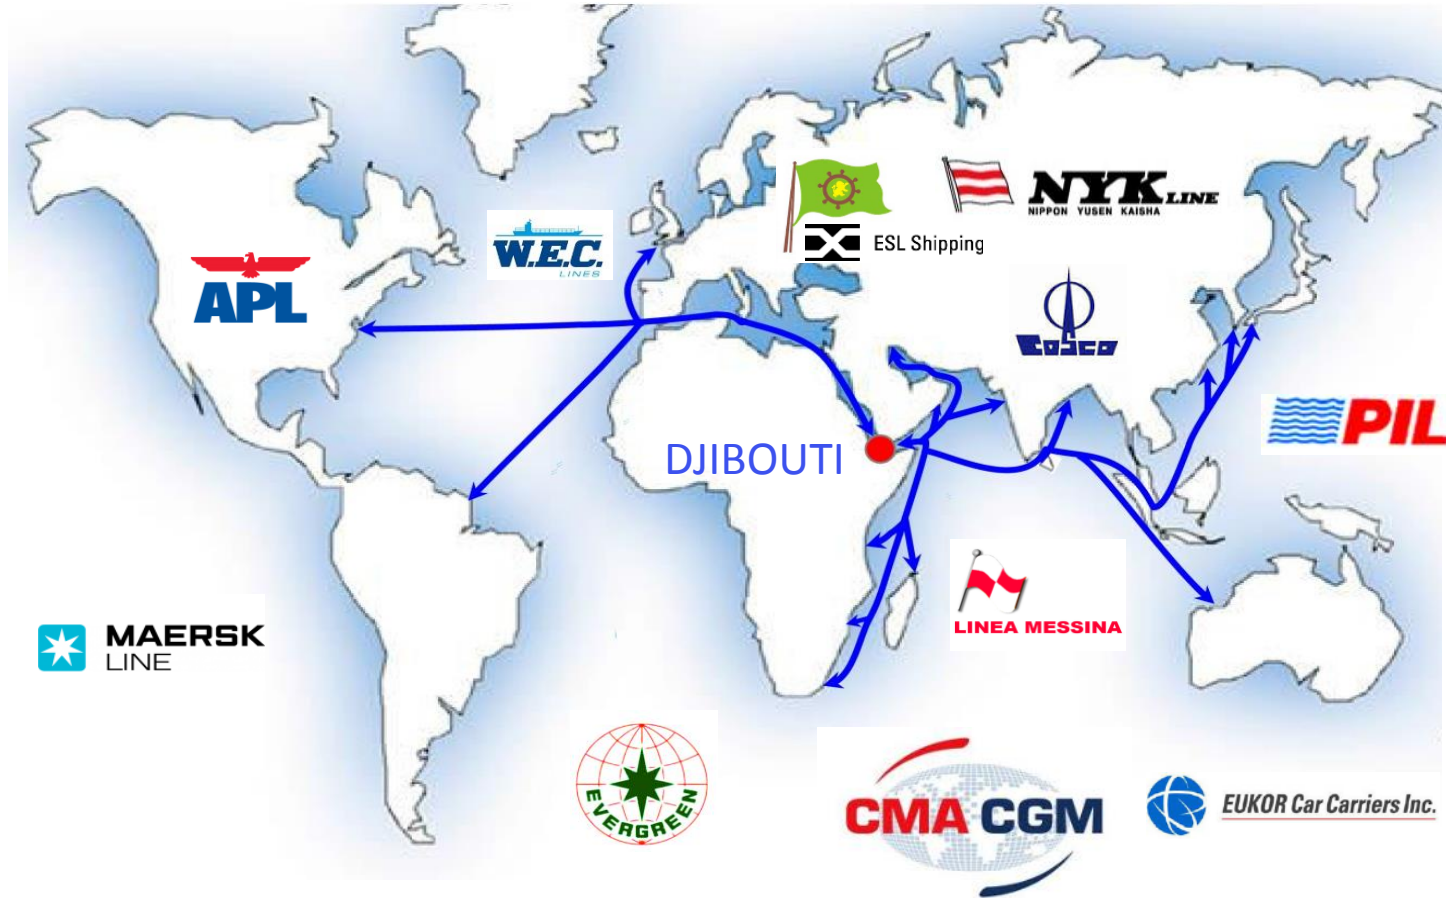 NYK LINE
NIPPON YUSEN KAISHA
W.E.C.
LINES
ESL Shipping
APL
COSCO
PIL
DJIBOUTI
LINEA MESSINA
MAERSK
LINE
EVERGREEN
CMA CGM
EUKOR Car Carriers Inc.